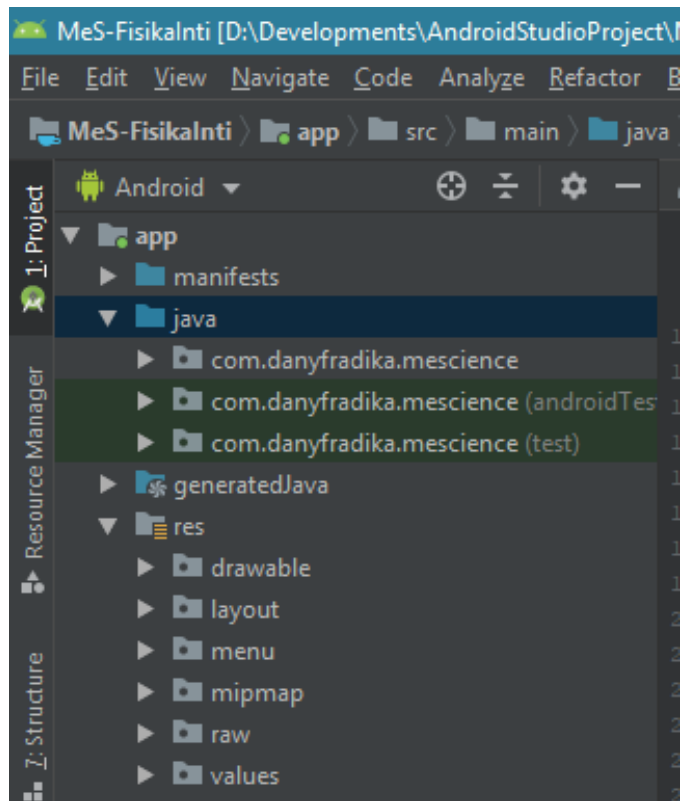 MeS-FisikaInti [D:\Developments\AndroidStudioProject\
File Edit View Navigate Code Analyze Refactor B
MeS-FisikaInti app src main java
Android
1: Project
app
manifests
java
com.danyfradika.mescience
com.danyfradika.mescience (androidTes
com.danyfradika.mescience (test)
generatedJava
Resource Manager
res
drawable
layout
menu
mipmap
7: Structure
raw
values